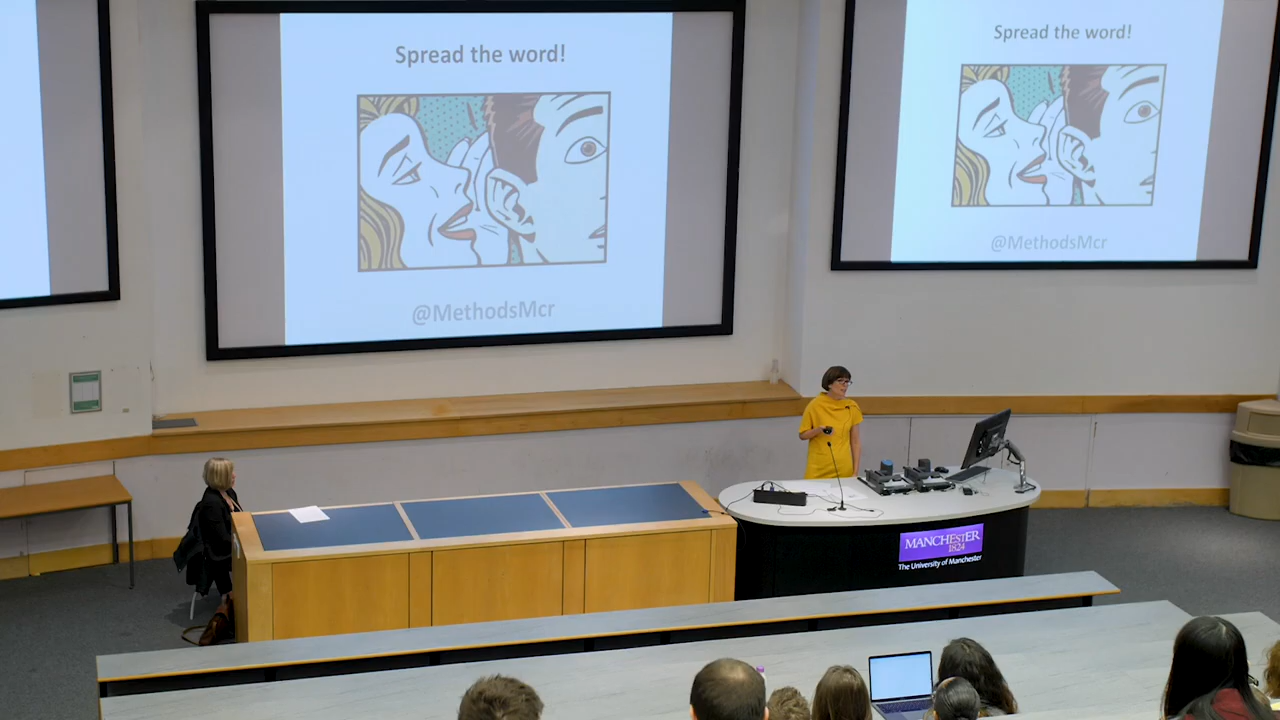 Spread the word!
@MethodsMcr
Spread the word!
@MethodsMcr
MANCHESTER
1824
The University of Manchester